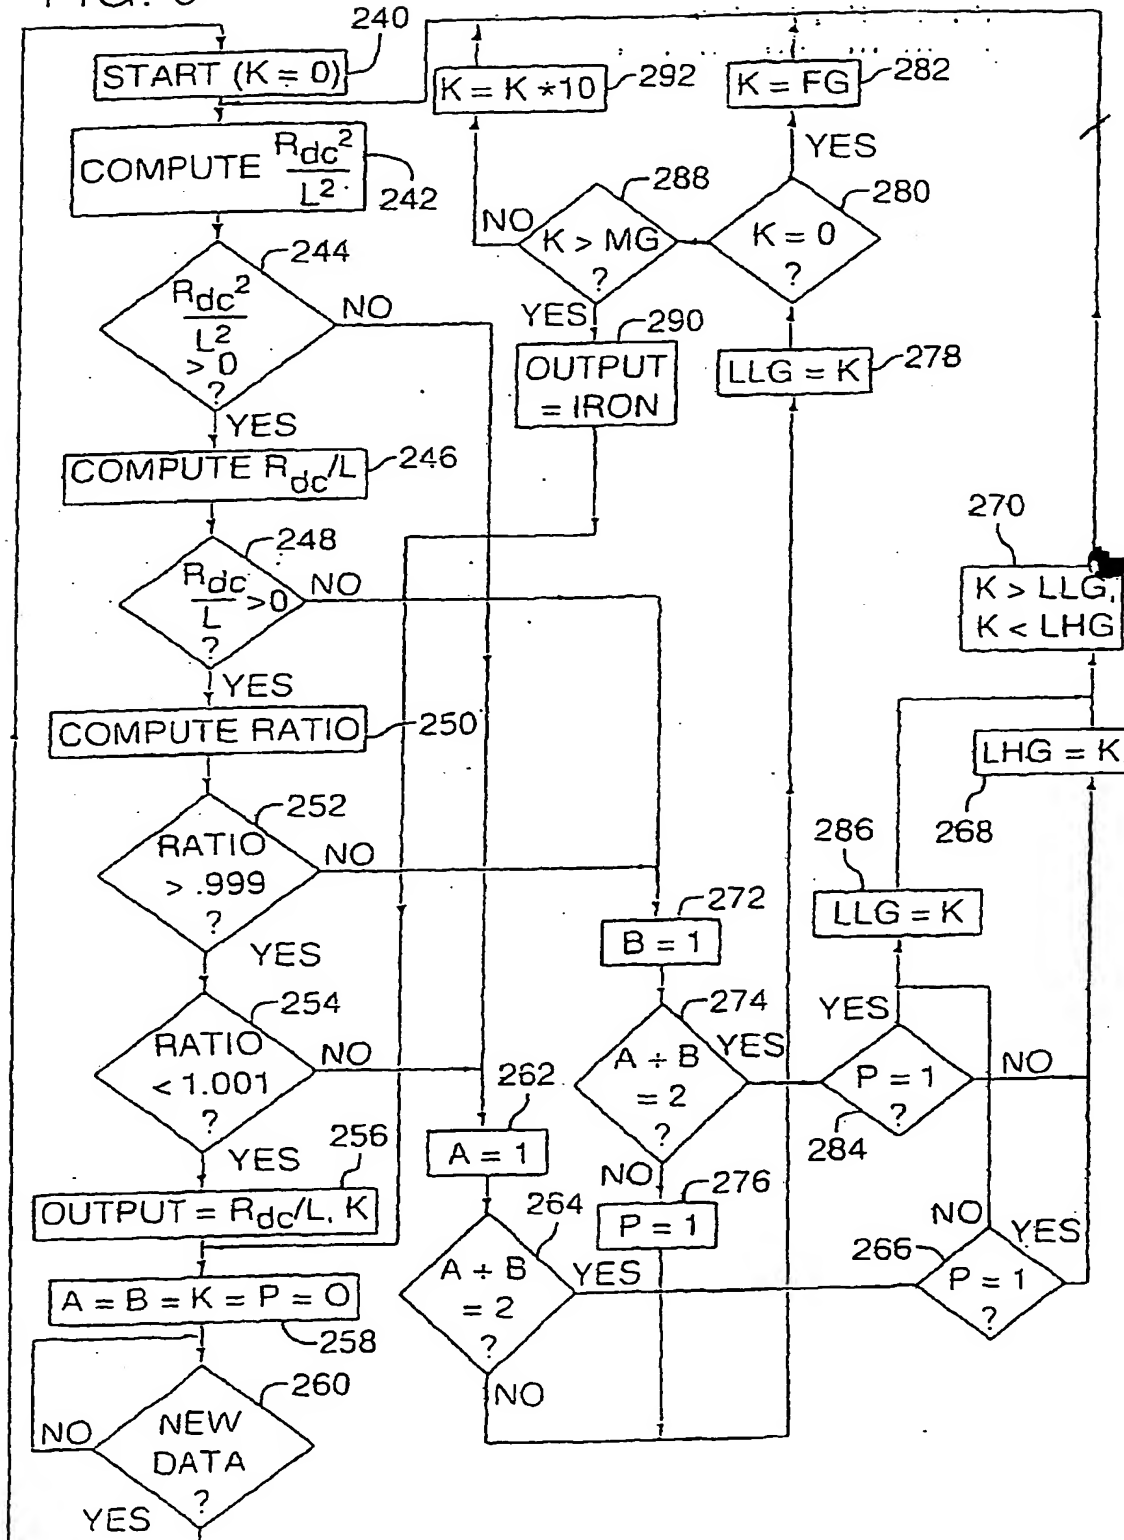 240
START (K = 0)
COMPUTE Rdc²/L²
242
244
Rdc²
L²
> 0
?
NO
YES
COMPUTE Rdc/L
246
248
Rdc/L >0
?
NO
YES
COMPUTE RATIO
250
252
RATIO
> .999
?
NO
YES
254
RATIO
< 1.001
?
NO
YES
256
OUTPUT = Rdc/L, K
A = B = K = P = O
258
260
NEW
DATA
?
NO
YES
K = K *10
292
K = FG
282
YES
288
K > MG
?
NO
YES
280
K = 0
?
290
OUTPUT
= IRON
LLG = K
278
270
K > LLG,
K < LHG
LHG = K
268
286
LLG = K
272
B = 1
274
A ÷ B
= 2
?
YES
NO
YES
P = 1
?
NO
284
262
A = 1
276
P = 1
264
A ÷ B
= 2
?
YES
NO
NO
YES
266
P = 1
?